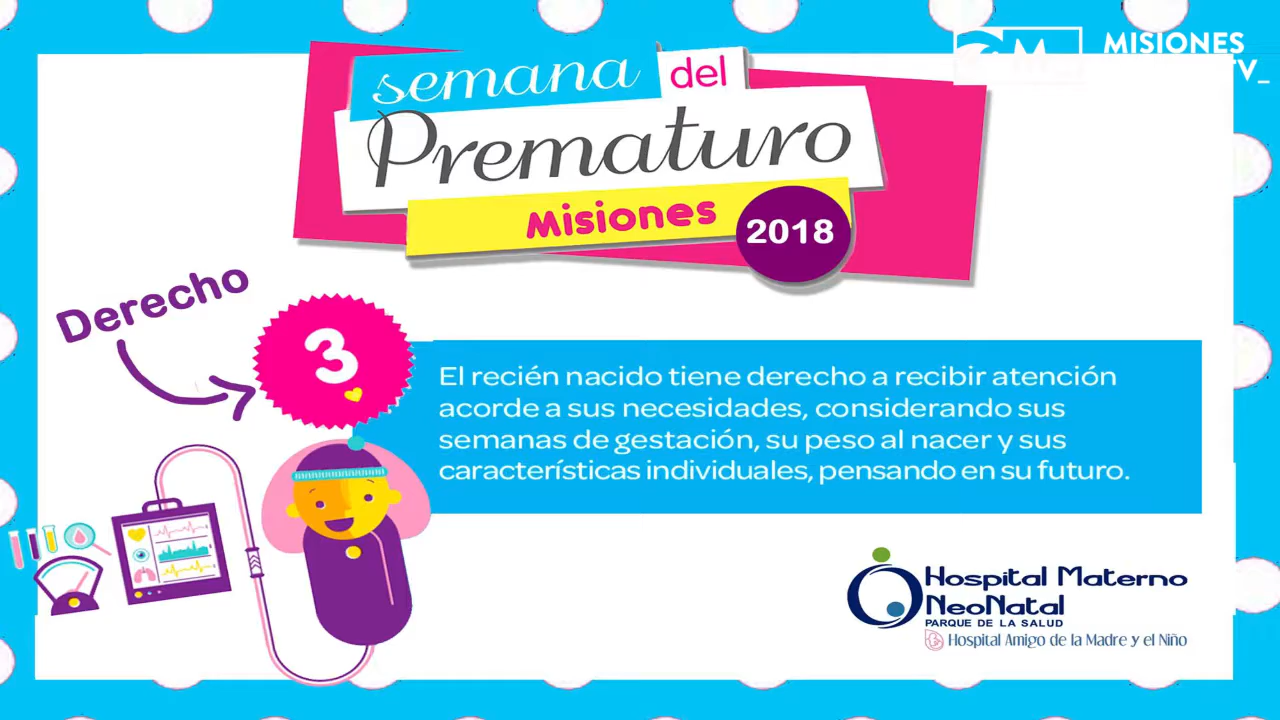 MISIONES
TV_
semana del
Prematuro
Misiones
2018
Derecho
3
El recién nacido tiene derecho a recibir atención
acorde a sus necesidades, considerando sus
semanas de gestación, su peso al nacer y sus
características individuales, pensando en su futuro.
Hospital Materno
NeoNatal
PARQUE DE LA SALUD
Hospital Amigo de la Madre y el Niño